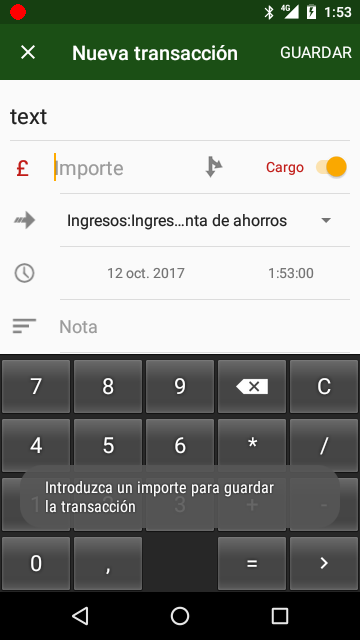 4G 1:53
Nueva transacción GUARDAR
text
£ Importe Cargo
Ingresos:Ingres...nta de ahorros
12 oct. 2017 1:53:00
Nota
7 8 9 C
4 5 6 * /
1 2 3 + -
Introduzca un importe para guardar
la transacción
0 , = >